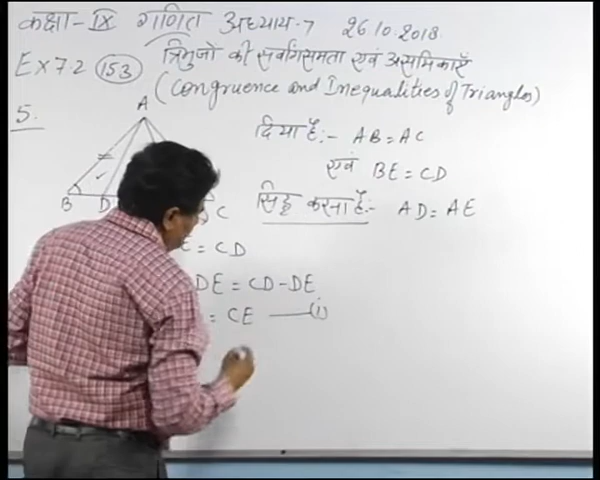 कक्षा - IX गणित अध्याय - 7 26.10.2018
Ex 7.2 (153) त्रिभुजों की सर्वांगसमता एवं असमिकाएँ
(Congruence and Inequalities of Triangles)
5.
A
B D C
दिया है:- AB = AC
एवं BE = CD
सिद्ध करना है:- AD = AE
= CD
DE = CD - DE
= CE —(i)